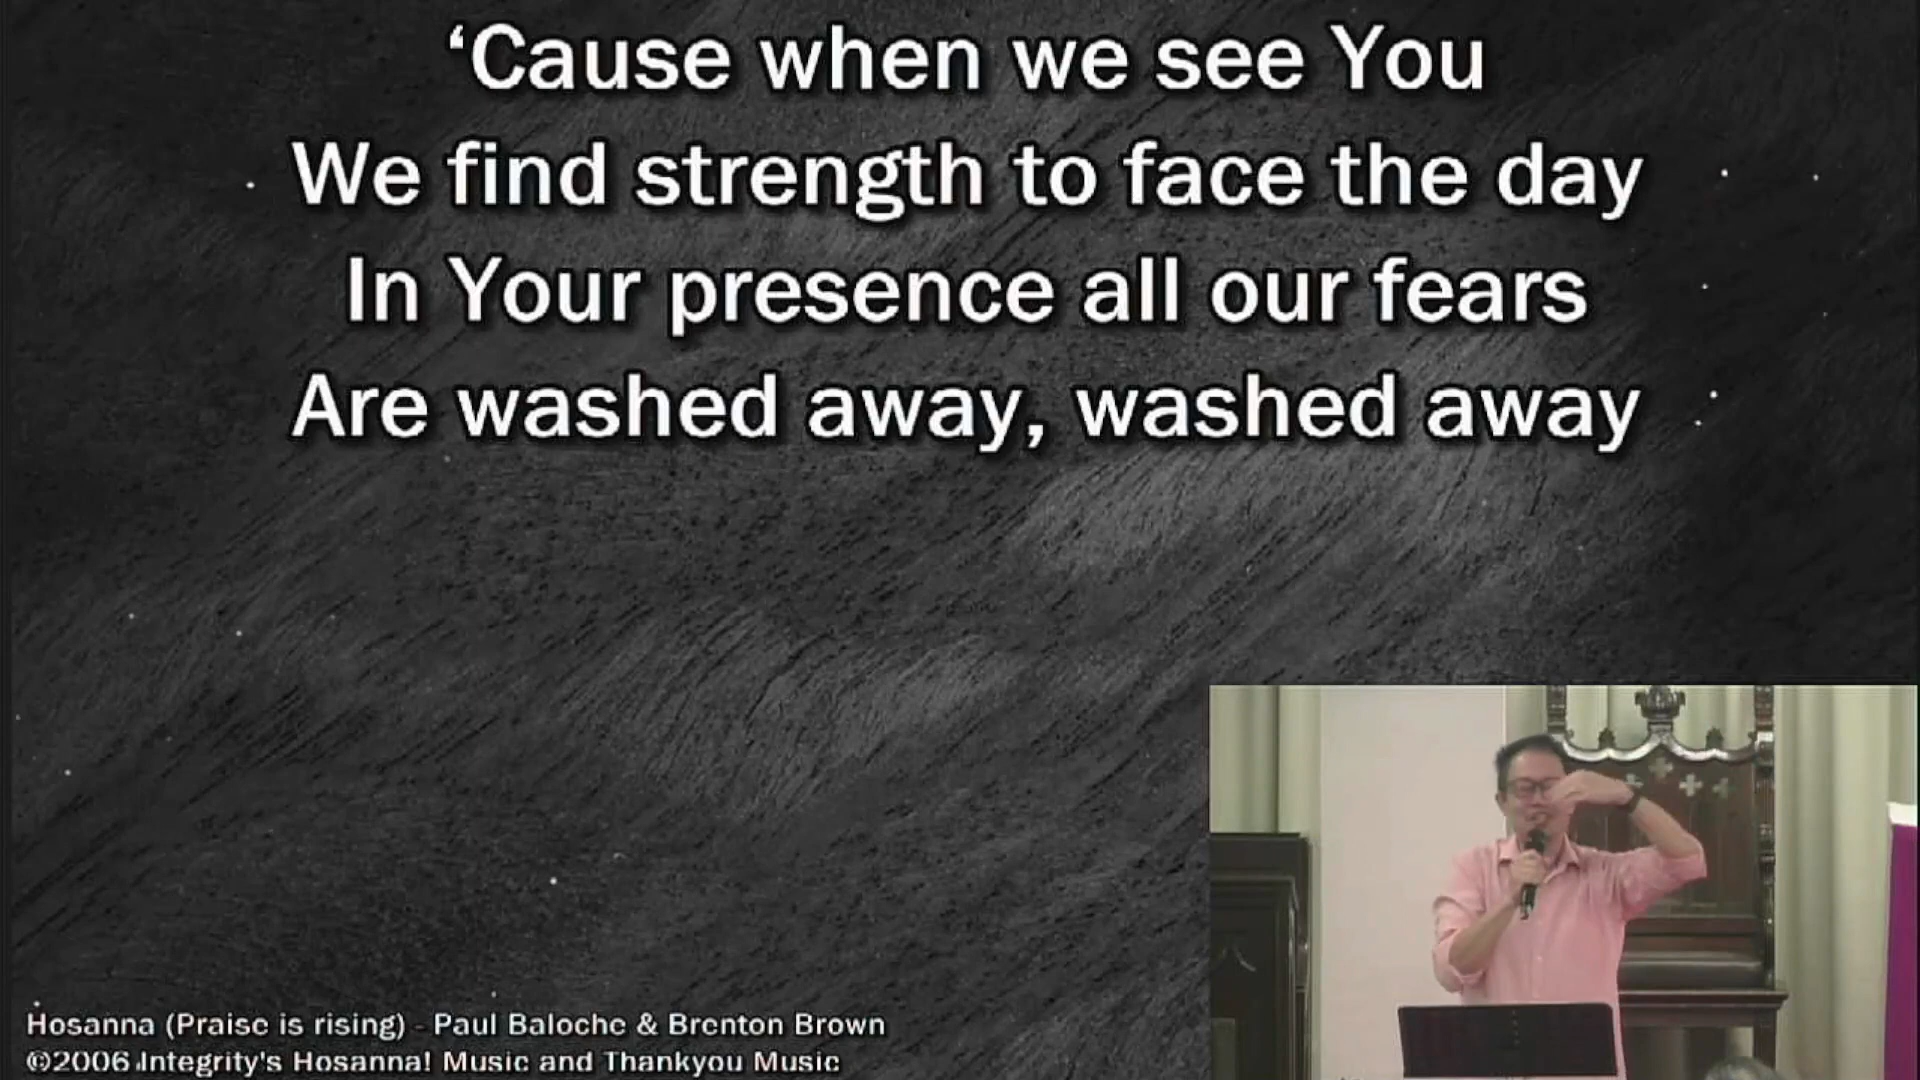 ‘Cause when we see You
We find strength to face the day
In Your presence all our fears
Are washed away, washed away
Hosanna (Praise is rising) - Paul Baloche & Brenton Brown
©2006 Integrity's Hosanna! Music and Thankyou Music